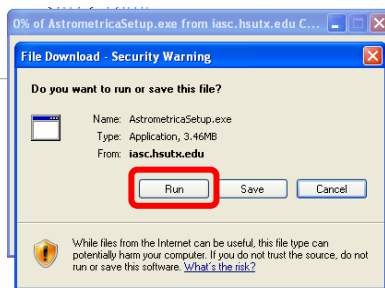 0% of AstrometricaSetup.exe from iasc.hsutx.edu C...
File Download - Security Warning
Do you want to run or save this file?
Name: AstrometricaSetup.exe
Type: Application, 3.46MB
From: iasc.hsutx.edu
Run Save Cancel
While files from the Internet can be useful, this file type can
potentially harm your computer. If you do not trust the source, do not
run or save this software. What's the risk?